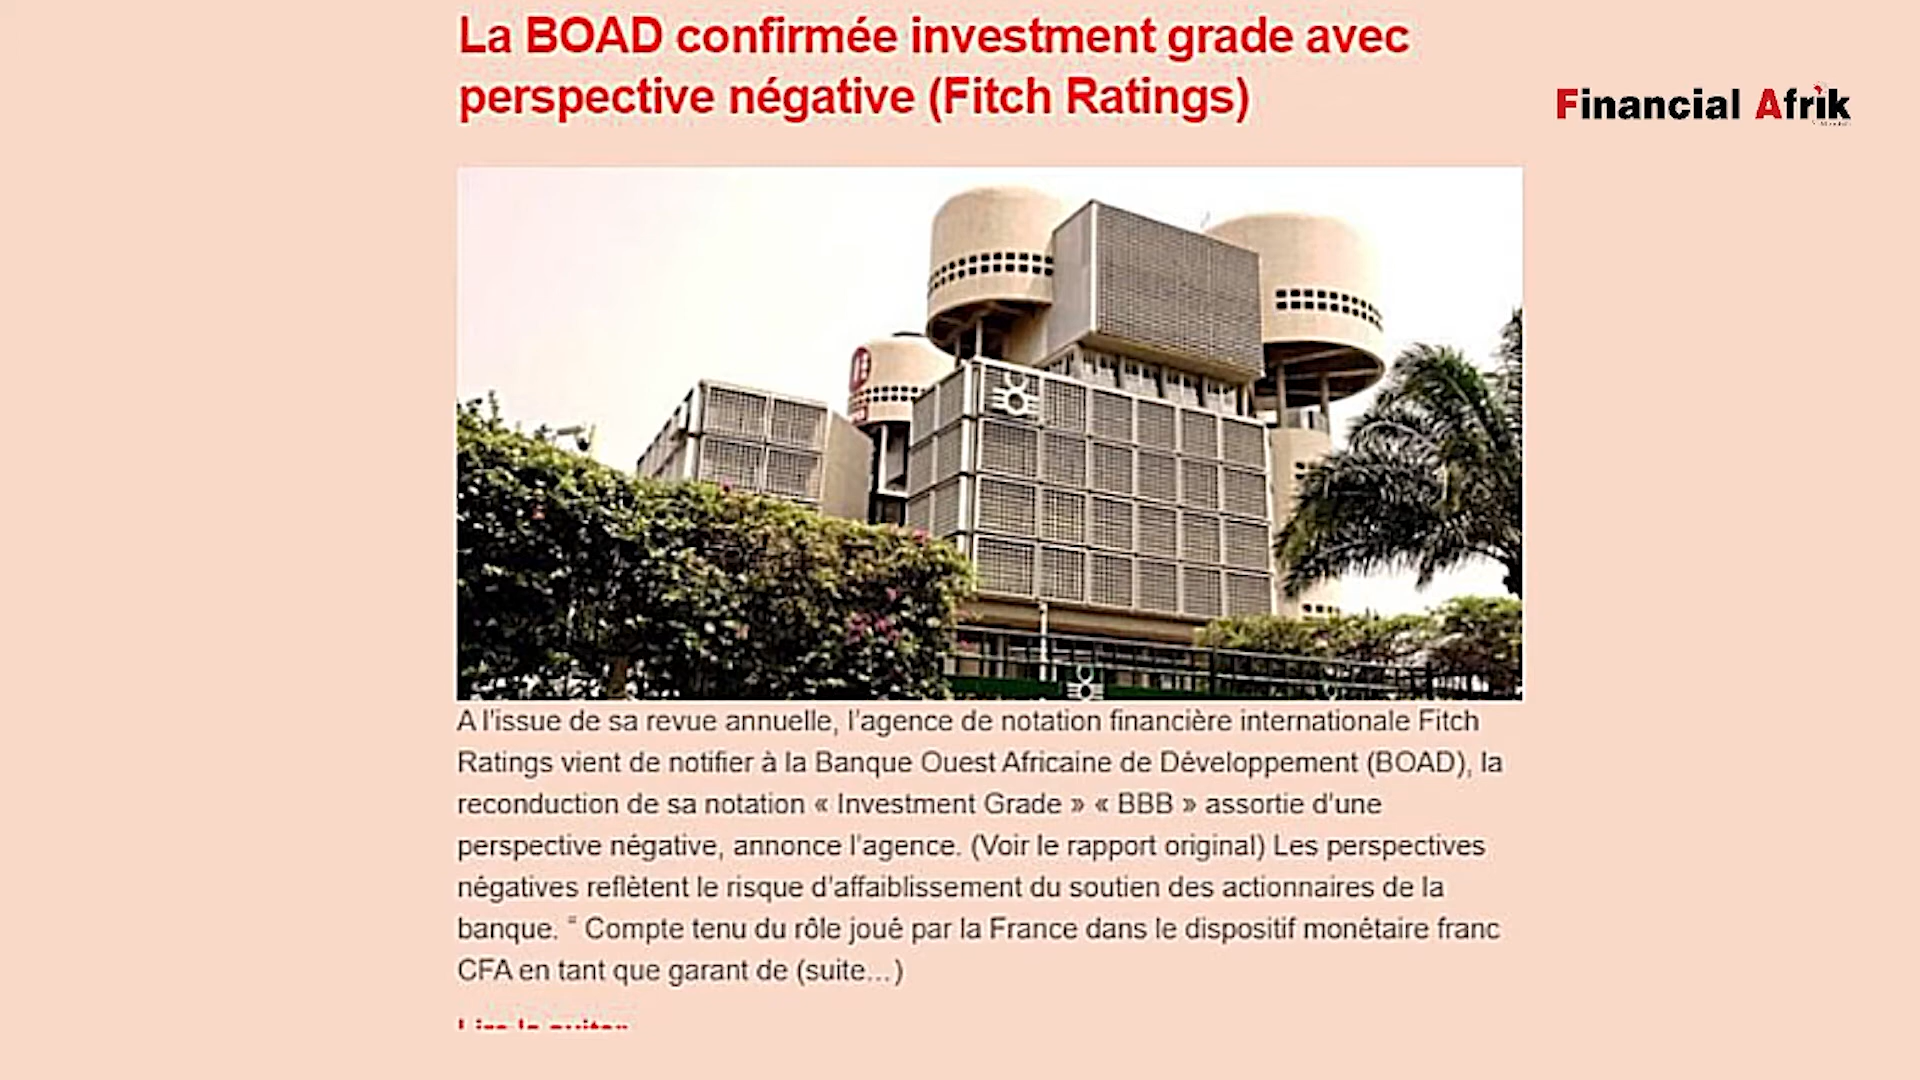 La BOAD confirmée investment grade avec
perspective négative (Fitch Ratings)
Financial Afrik
A l'issue de sa revue annuelle, l'agence de notation financière internationale Fitch
Ratings vient de notifier à la Banque Ouest Africaine de Développement (BOAD), la
reconduction de sa notation « Investment Grade » « BBB » assortie d'une
perspective négative, annonce l'agence. (Voir le rapport original) Les perspectives
négatives reflètent le risque d'affaiblissement du soutien des actionnaires de la
banque. " Compte tenu du rôle joué par la France dans le dispositif monétaire franc
CFA en tant que garant de (suite...)
Lire la suite